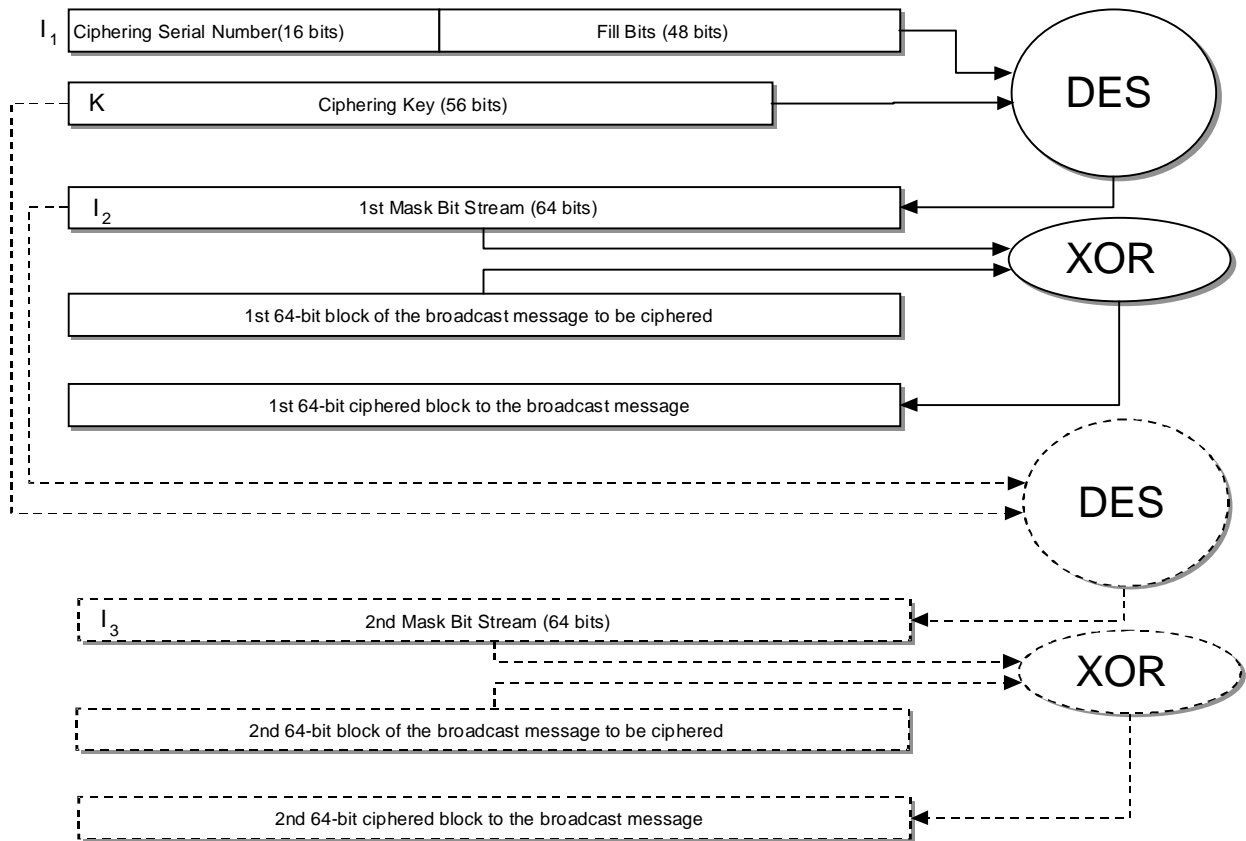 I1 Ciphering Serial Number(16 bits) Fill Bits (48 bits)
DES
K Ciphering Key (56 bits)
I2 1st Mask Bit Stream (64 bits)
XOR
1st 64-bit block of the broadcast message to be ciphered
1st 64-bit ciphered block to the broadcast message
DES
I3 2nd Mask Bit Stream (64 bits)
XOR
2nd 64-bit block of the broadcast message to be ciphered
2nd 64-bit ciphered block to the broadcast message